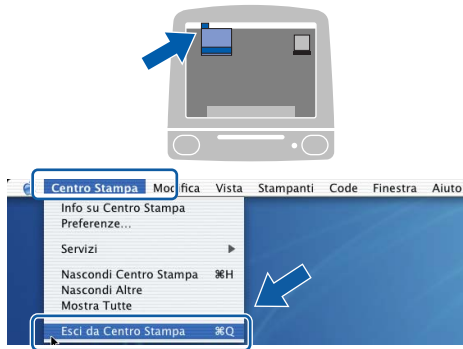 Centro Stampa Modifica Vista Stampanti Code Finestra Aiuto
Info su Centro Stampa
Preferenze...
Servizi ▶
Nascondi Centro Stampa ⌘H
Nascondi Altre
Mostra Tutte
Esci da Centro Stampa ⌘Q